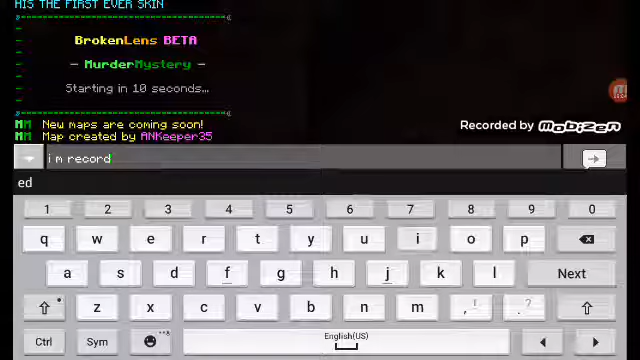 HIS THE FIRST EVER SKIN
BrokenLens BETA
- MurderMystery -
Starting in 10 seconds...
MM New maps are coming soon!
MM Map created by ANKeeper35
Recorded by mobizen
i m record
ed
1 2 3 4 5 6 7 8 9 0
q w e r t y u i o p
a s d f g h j k l Next
z x c v b n m , ! . ?
Ctrl Sym English(US)